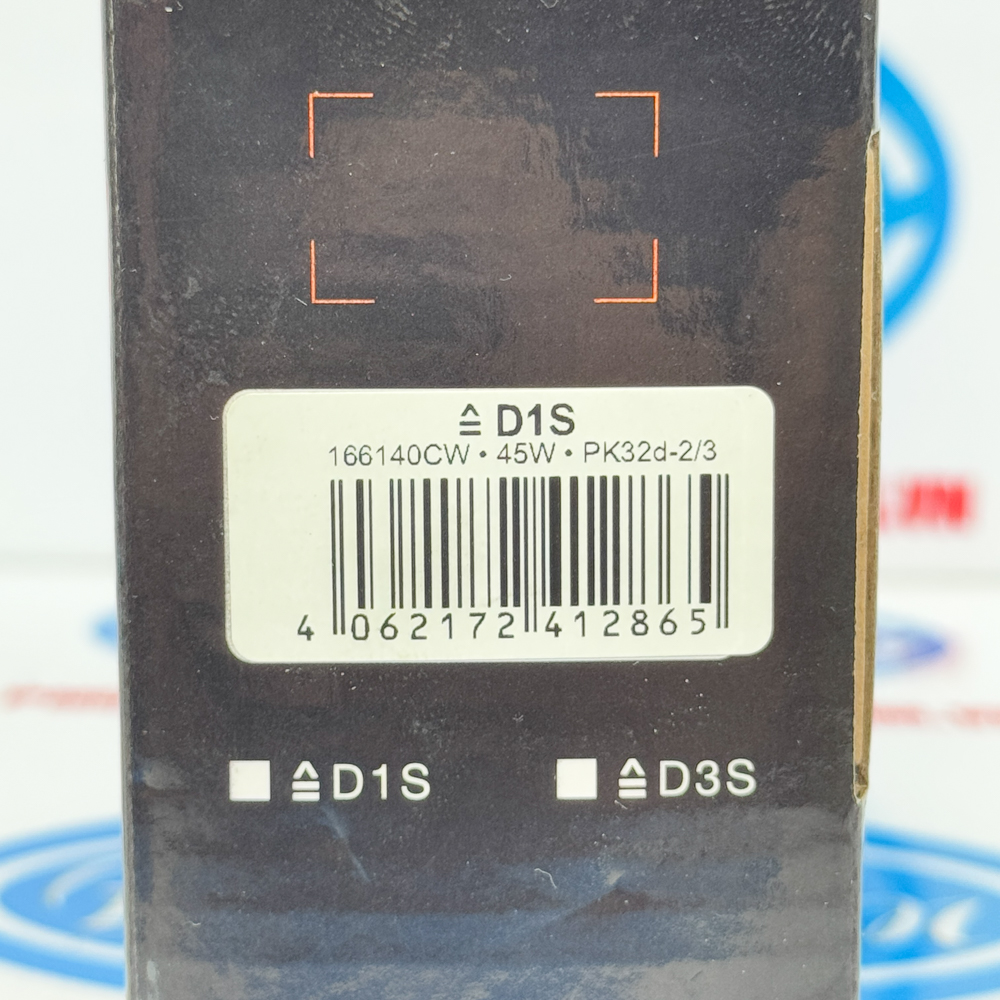 ≙ D1S
166140CW • 45W • PK32d-2/3
4 062172 412865
≙ D1S
≙ D3S